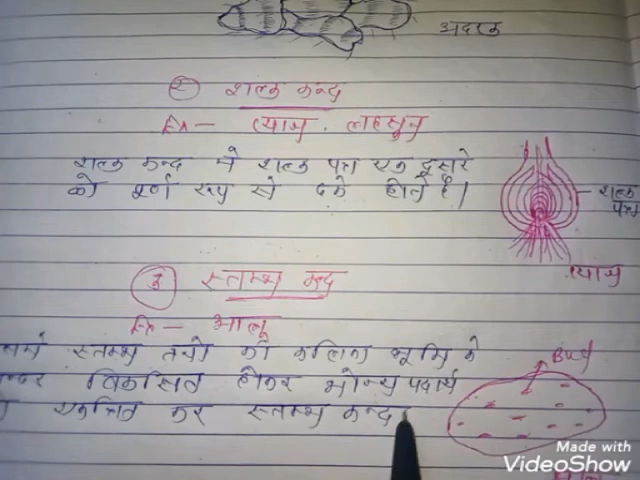 अदरक
② शल्क कन्द
Ex - प्याज, लहसुन
शल्क कन्द में शल्क पत्र एक दूसरे
को पूर्ण रूप से ढके होते है।
शल्क
पत्र
प्याज
③ स्तम्भ कन्द
Ex - आलू
स्तम्भ तनो की कलिका भूमि के
विकसित होकर भोज्य पदार्थ
एकत्रित कर स्तम्भ कन्द
Bud
Made with
VideoShow